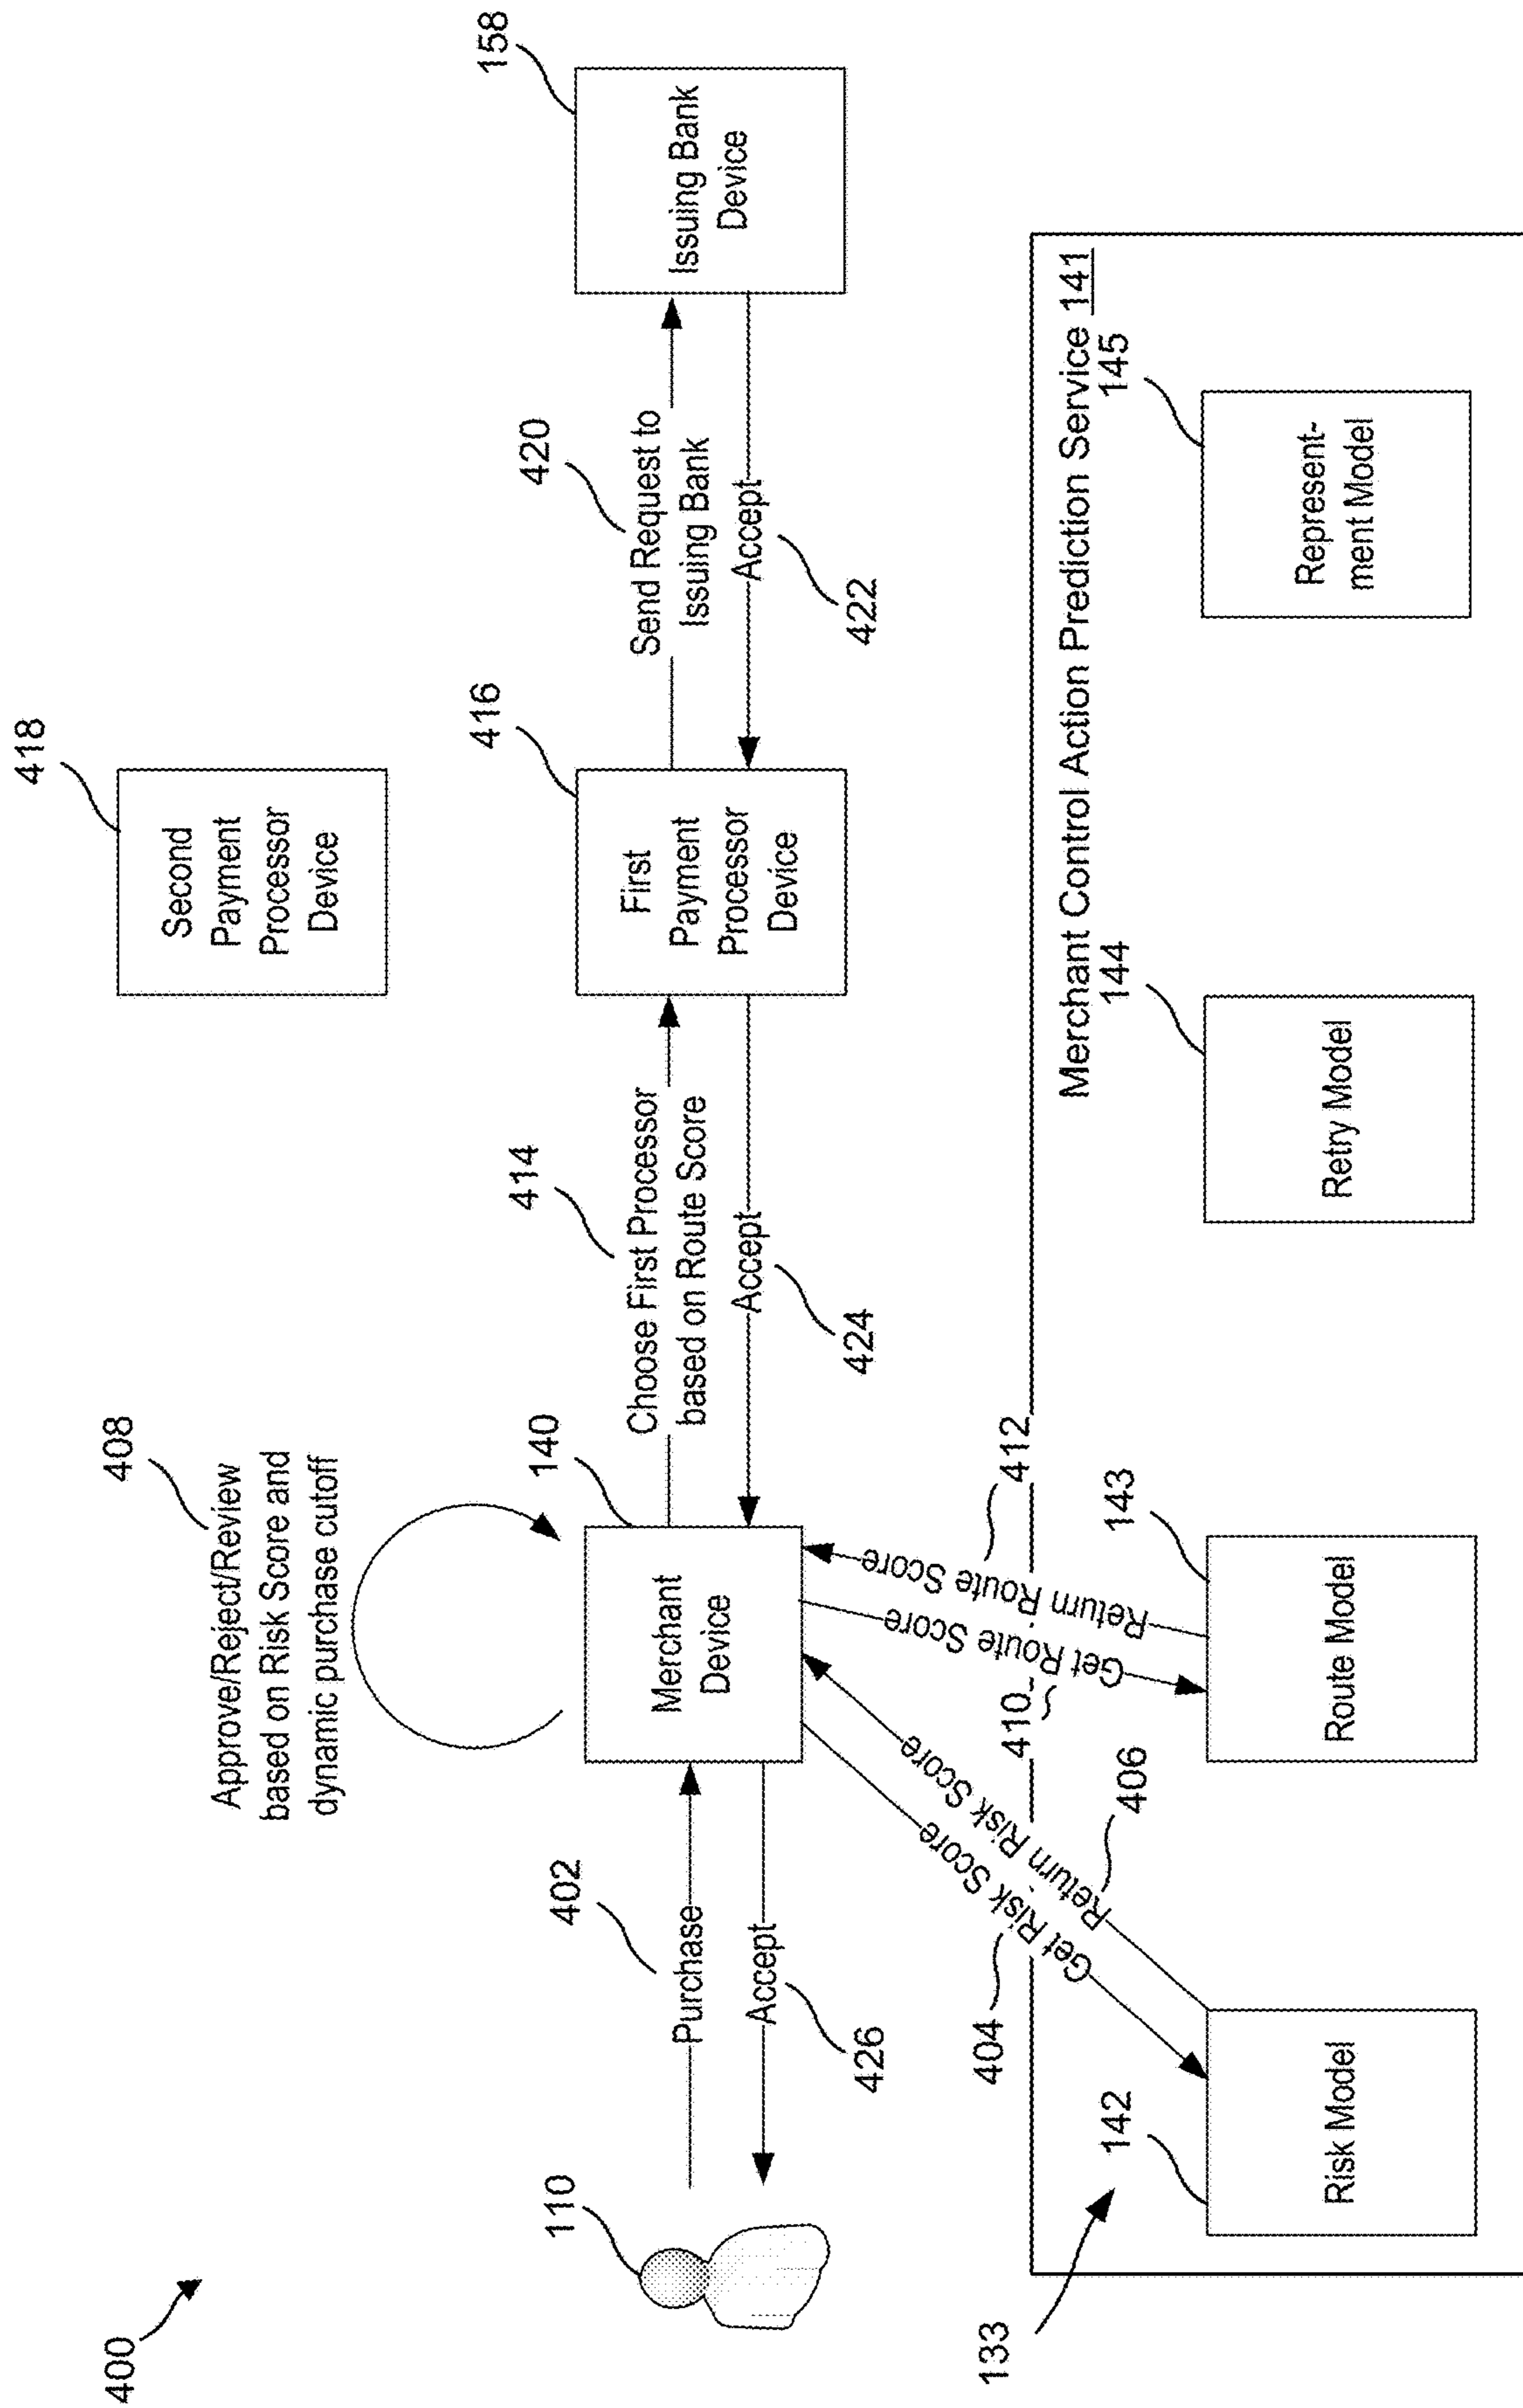 400
418
Second
Payment
Processor
Device
408
Approve/Reject/Review
based on Risk Score and
dynamic purchase cutoff
110
402
Purchase
Accept
426
140
Merchant
Device
414
Choose First Processor
based on Route Score
Accept
424
416
First
Payment
Processor
Device
420
Send Request to
Issuing Bank
Accept
422
158
Issuing Bank
Device
404
Get Risk Score
Return Risk Score
406
410
Get Route Score
Return Route Score
412
133
Merchant Control Action Prediction Service 141
142
Risk Model
143
Route Model
144
Retry Model
145
Represent-
ment Model